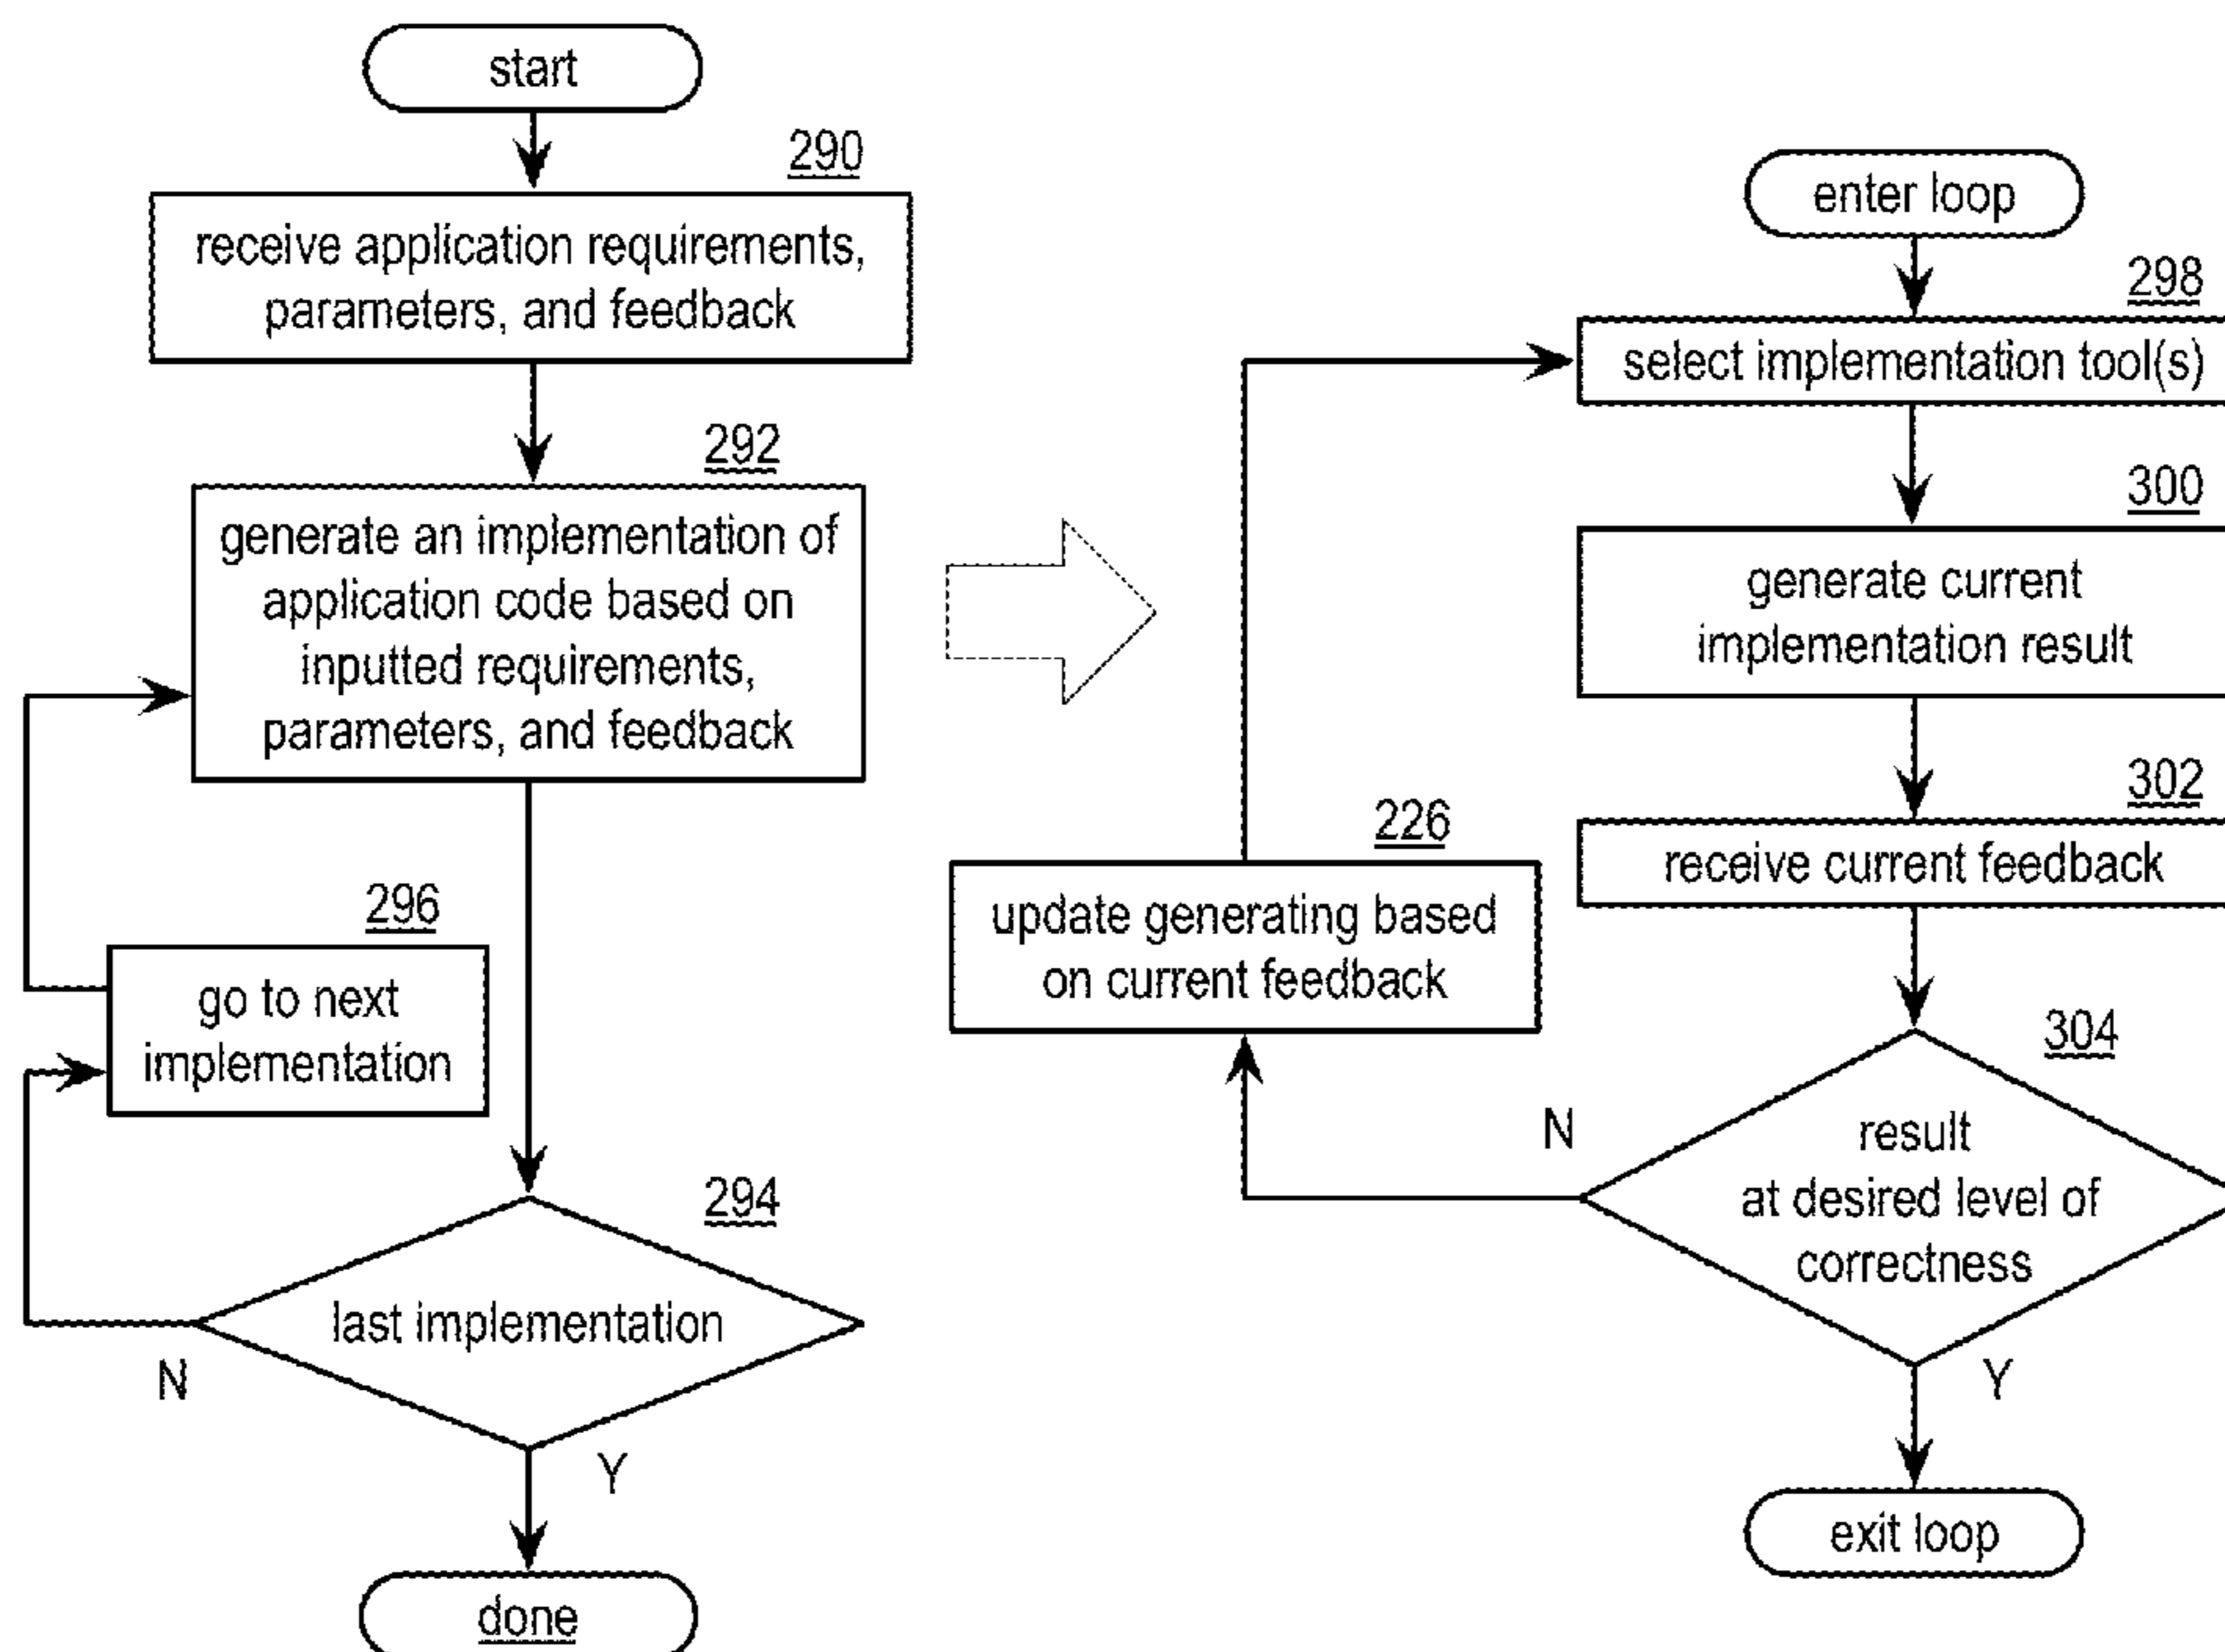 start
290
receive application requirements,
parameters, and feedback
292
generate an implementation of
application code based on
inputted requirements,
parameters, and feedback
296
go to next
implementation
294
last implementation
N
Y
done
enter loop
298
select implementation tool(s)
300
generate current
implementation result
302
receive current feedback
226
update generating based
on current feedback
304
result
at desired level of
correctness
N
Y
exit loop